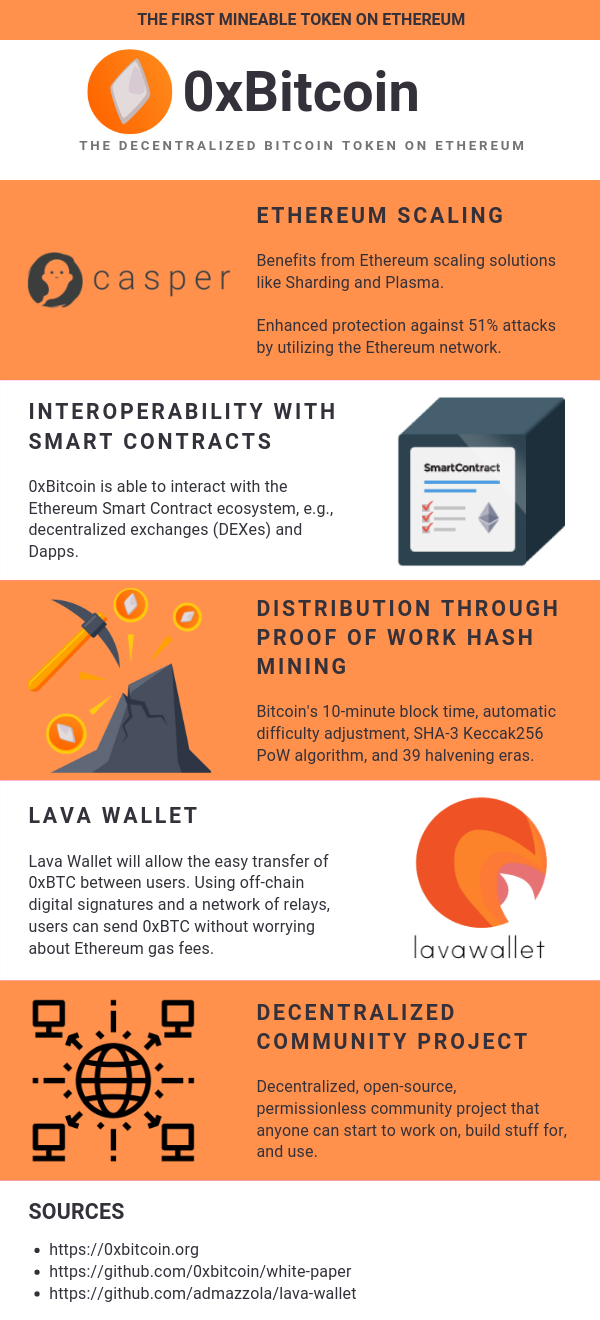 THE FIRST MINEABLE TOKEN ON ETHEREUM
0xBitcoin
THE DECENTRALIZED BITCOIN TOKEN ON ETHEREUM
casper
ETHEREUM SCALING
Benefits from Ethereum scaling solutions
like Sharding and Plasma.
Enhanced protection against 51% attacks
by utilizing the Ethereum network.
INTEROPERABILITY WITH
SMART CONTRACTS
0xBitcoin is able to interact with the
Ethereum Smart Contract ecosystem, e.g.,
decentralized exchanges (DEXes) and
Dapps.
SmartContract
DISTRIBUTION THROUGH
PROOF OF WORK HASH
MINING
Bitcoin's 10-minute block time, automatic
difficulty adjustment, SHA-3 Keccak256
PoW algorithm, and 39 halvening eras.
LAVA WALLET
Lava Wallet will allow the easy transfer of
0xBTC between users. Using off-chain
digital signatures and a network of relays,
users can send 0xBTC without worrying
about Ethereum gas fees.
lavawallet
DECENTRALIZED
COMMUNITY PROJECT
Decentralized, open-source,
permissionless community project that
anyone can start to work on, build stuff for,
and use.
SOURCES
• https://0xbitcoin.org
• https://github.com/0xbitcoin/white-paper
• https://github.com/admazzola/lava-wallet